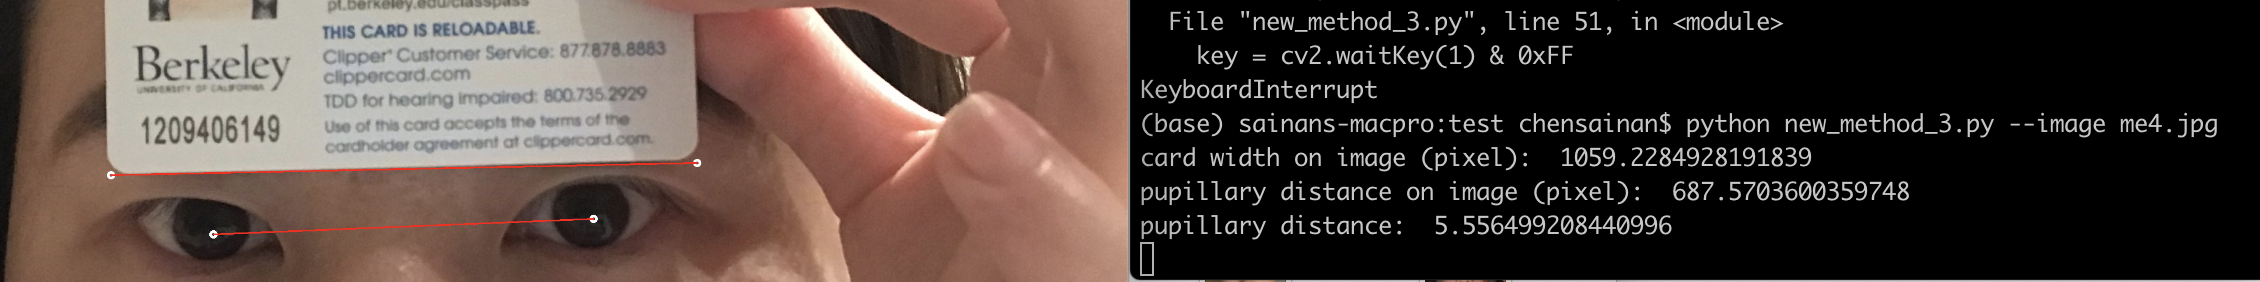 pt.berkeley.edu/classpass
THIS CARD IS RELOADABLE.
Clipper® Customer Service: 877.878.8883
clippercard.com
TDD for hearing impaired: 800.735.2929
Use of this card accepts the terms of the
cardholder agreement at clippercard.com.
Berkeley
UNIVERSITY OF CALIFORNIA
1209406149
File "new_method_3.py", line 51, in <module>
key = cv2.waitKey(1) & 0xFF
KeyboardInterrupt
(base) sainans-macpro:test chensainan$ python new_method_3.py --image me4.jpg
card width on image (pixel):  1059.2284928191839
pupillary distance on image (pixel):  687.5703600359748
pupillary distance:  5.556499208440996